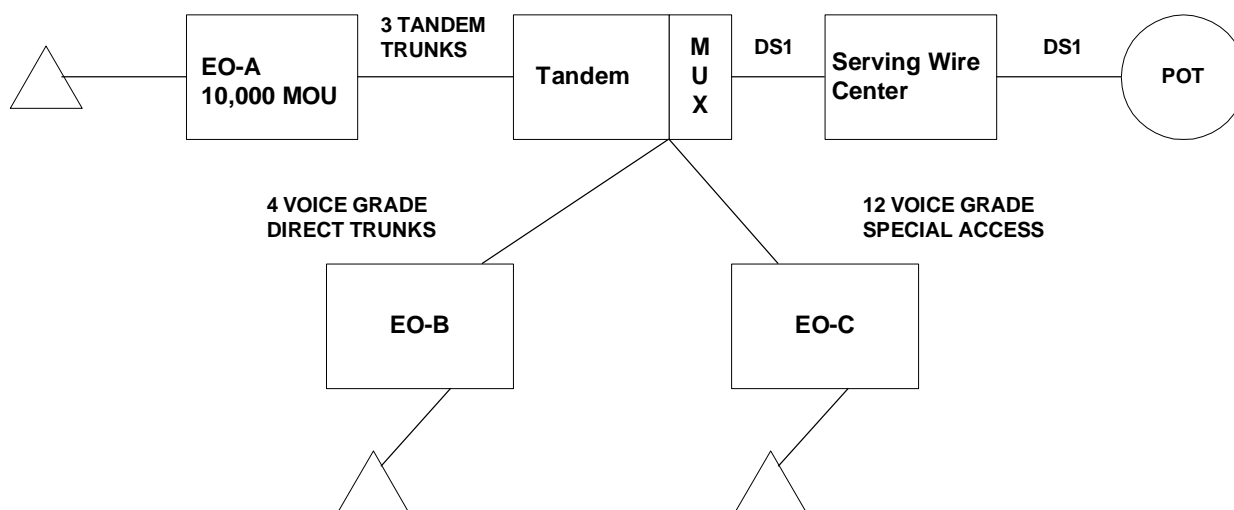 3 TANDEM
TRUNKS
EO-A
10,000 MOU
Tandem
M
U
X
DS1
Serving Wire
Center
DS1
POT
4 VOICE GRADE
DIRECT TRUNKS
12 VOICE GRADE
SPECIAL ACCESS
EO-B
EO-C